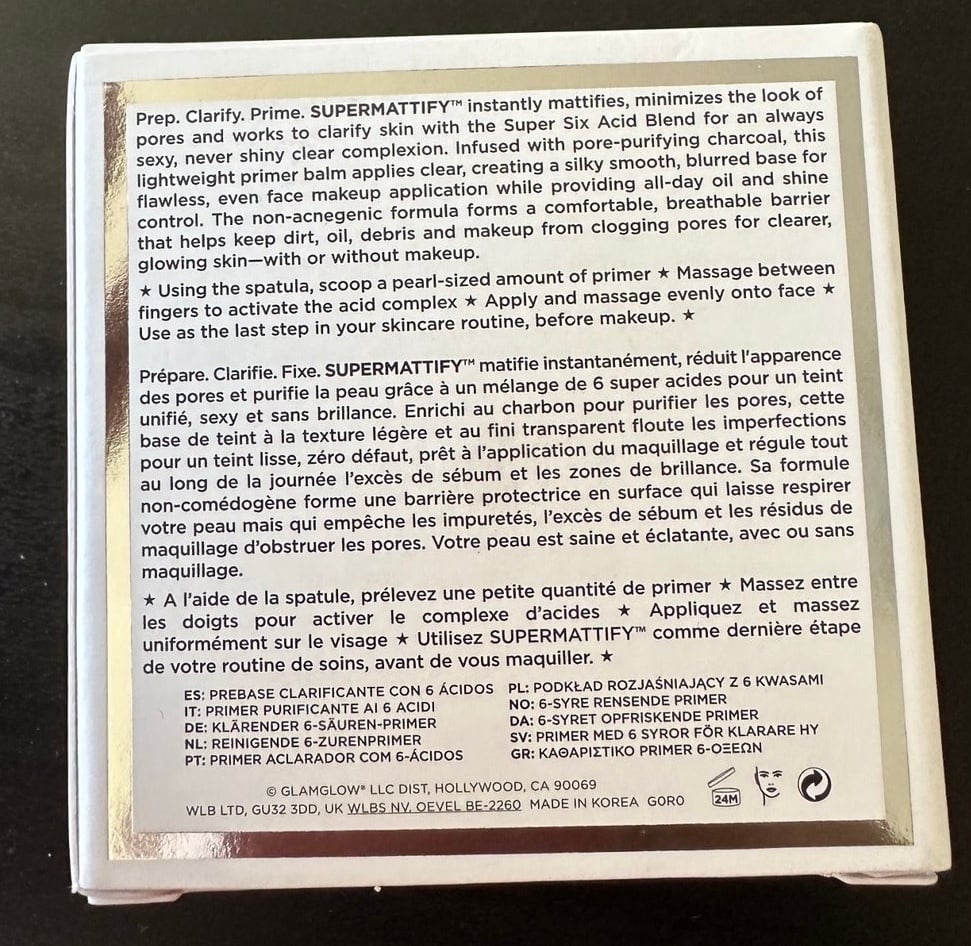 Prep. Clarify. Prime. SUPERMATTIFY™ instantly mattifies, minimizes the look of
pores and works to clarify skin with the Super Six Acid Blend for an always
sexy, never shiny clear complexion. Infused with pore-purifying charcoal, this
lightweight primer balm applies clear, creating a silky smooth, blurred base for
flawless, even face makeup application while providing all-day oil and shine
control. The non-acnegenic formula forms a comfortable, breathable barrier
that helps keep dirt, oil, debris and makeup from clogging pores for clearer,
glowing skin—with or without makeup.
★ Using the spatula, scoop a pearl-sized amount of primer ★ Massage between
fingers to activate the acid complex ★ Apply and massage evenly onto face ★
Use as the last step in your skincare routine, before makeup. ★
Prépare. Clarifie. Fixe. SUPERMATTIFY™ matifie instantanément, réduit l'apparence
des pores et purifie la peau grâce à un mélange de 6 super acides pour un teint
unifié, sexy et sans brillance. Enrichi au charbon pour purifier les pores, cette
base de teint à la texture légère et au fini transparent floute les imperfections
pour un teint lisse, zéro défaut, prêt à l'application du maquillage et régule tout
au long de la journée l'excès de sébum et les zones de brillance. Sa formule
non-comédogène forme une barrière protectrice en surface qui laisse respirer
votre peau mais qui empêche les impuretés, l'excès de sébum et les résidus de
maquillage d'obstruer les pores. Votre peau est saine et éclatante, avec ou sans
maquillage.
★ A l'aide de la spatule, prélevez une petite quantité de primer ★ Massez entre
les doigts pour activer le complexe d'acides ★ Appliquez et massez
uniformément sur le visage ★ Utilisez SUPERMATTIFY™ comme dernière étape
de votre routine de soins, avant de vous maquiller. ★
ES: PREBASE CLARIFICANTE CON 6 ÁCIDOS
IT: PRIMER PURIFICANTE AI 6 ACIDI
DE: KLÄRENDER 6-SÄUREN-PRIMER
NL: REINIGENDE 6-ZURENPRIMER
PT: PRIMER ACLARADOR COM 6-ÁCIDOS
PL: PODKŁAD ROZJAŚNIAJĄCY Z 6 KWASAMI
NO: 6-SYRE RENSENDE PRIMER
DA: 6-SYRET OPFRISKENDE PRIMER
SV: PRIMER MED 6 SYROR FÖR KLARARE HY
GR: ΚΑΘΑΡΙΣΤΙΚΟ PRIMER 6-ΟΞΕΩΝ
© GLAMGLOW® LLC DIST, HOLLYWOOD, CA 90069
WLB LTD, GU32 3DD, UK WLBS NV, OEVEL BE-2260 MADE IN KOREA GORO
24M